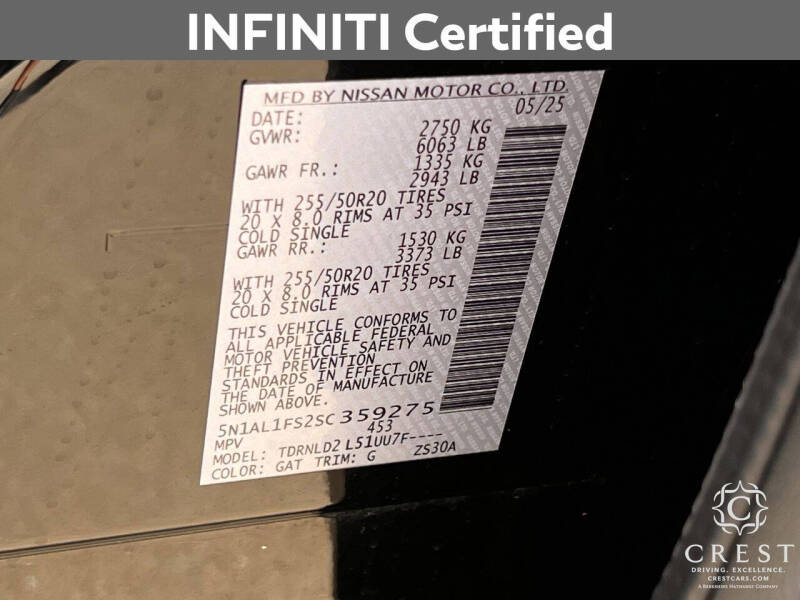 INFINITI Certified
MFD BY NISSAN MOTOR CO., LTD.
DATE: 05/25
GVWR: 2750 KG
6063 LB
GAWR FR.: 1335 KG
2943 LB
WITH 255/50R20 TIRES
20 X 8.0 RIMS AT 35 PSI
COLD SINGLE
GAWR RR.: 1530 KG
3373 LB
WITH 255/50R20 TIRES
20 X 8.0 RIMS AT 35 PSI
COLD SINGLE
THIS VEHICLE CONFORMS TO
ALL APPLICABLE FEDERAL
MOTOR VEHICLE SAFETY AND
THEFT PREVENTION
STANDARDS IN EFFECT ON
THE DATE OF MANUFACTURE
SHOWN ABOVE.
5N1AL1FS2SC359275
MPV 453
MODEL: TDRNLD2 L51UU7F----
COLOR: GAT TRIM: G ZS30A
C
CREST
DRIVING. EXCELLENCE.
CRESTCARS.COM
A BERKSHIRE HATHAWAY COMPANY